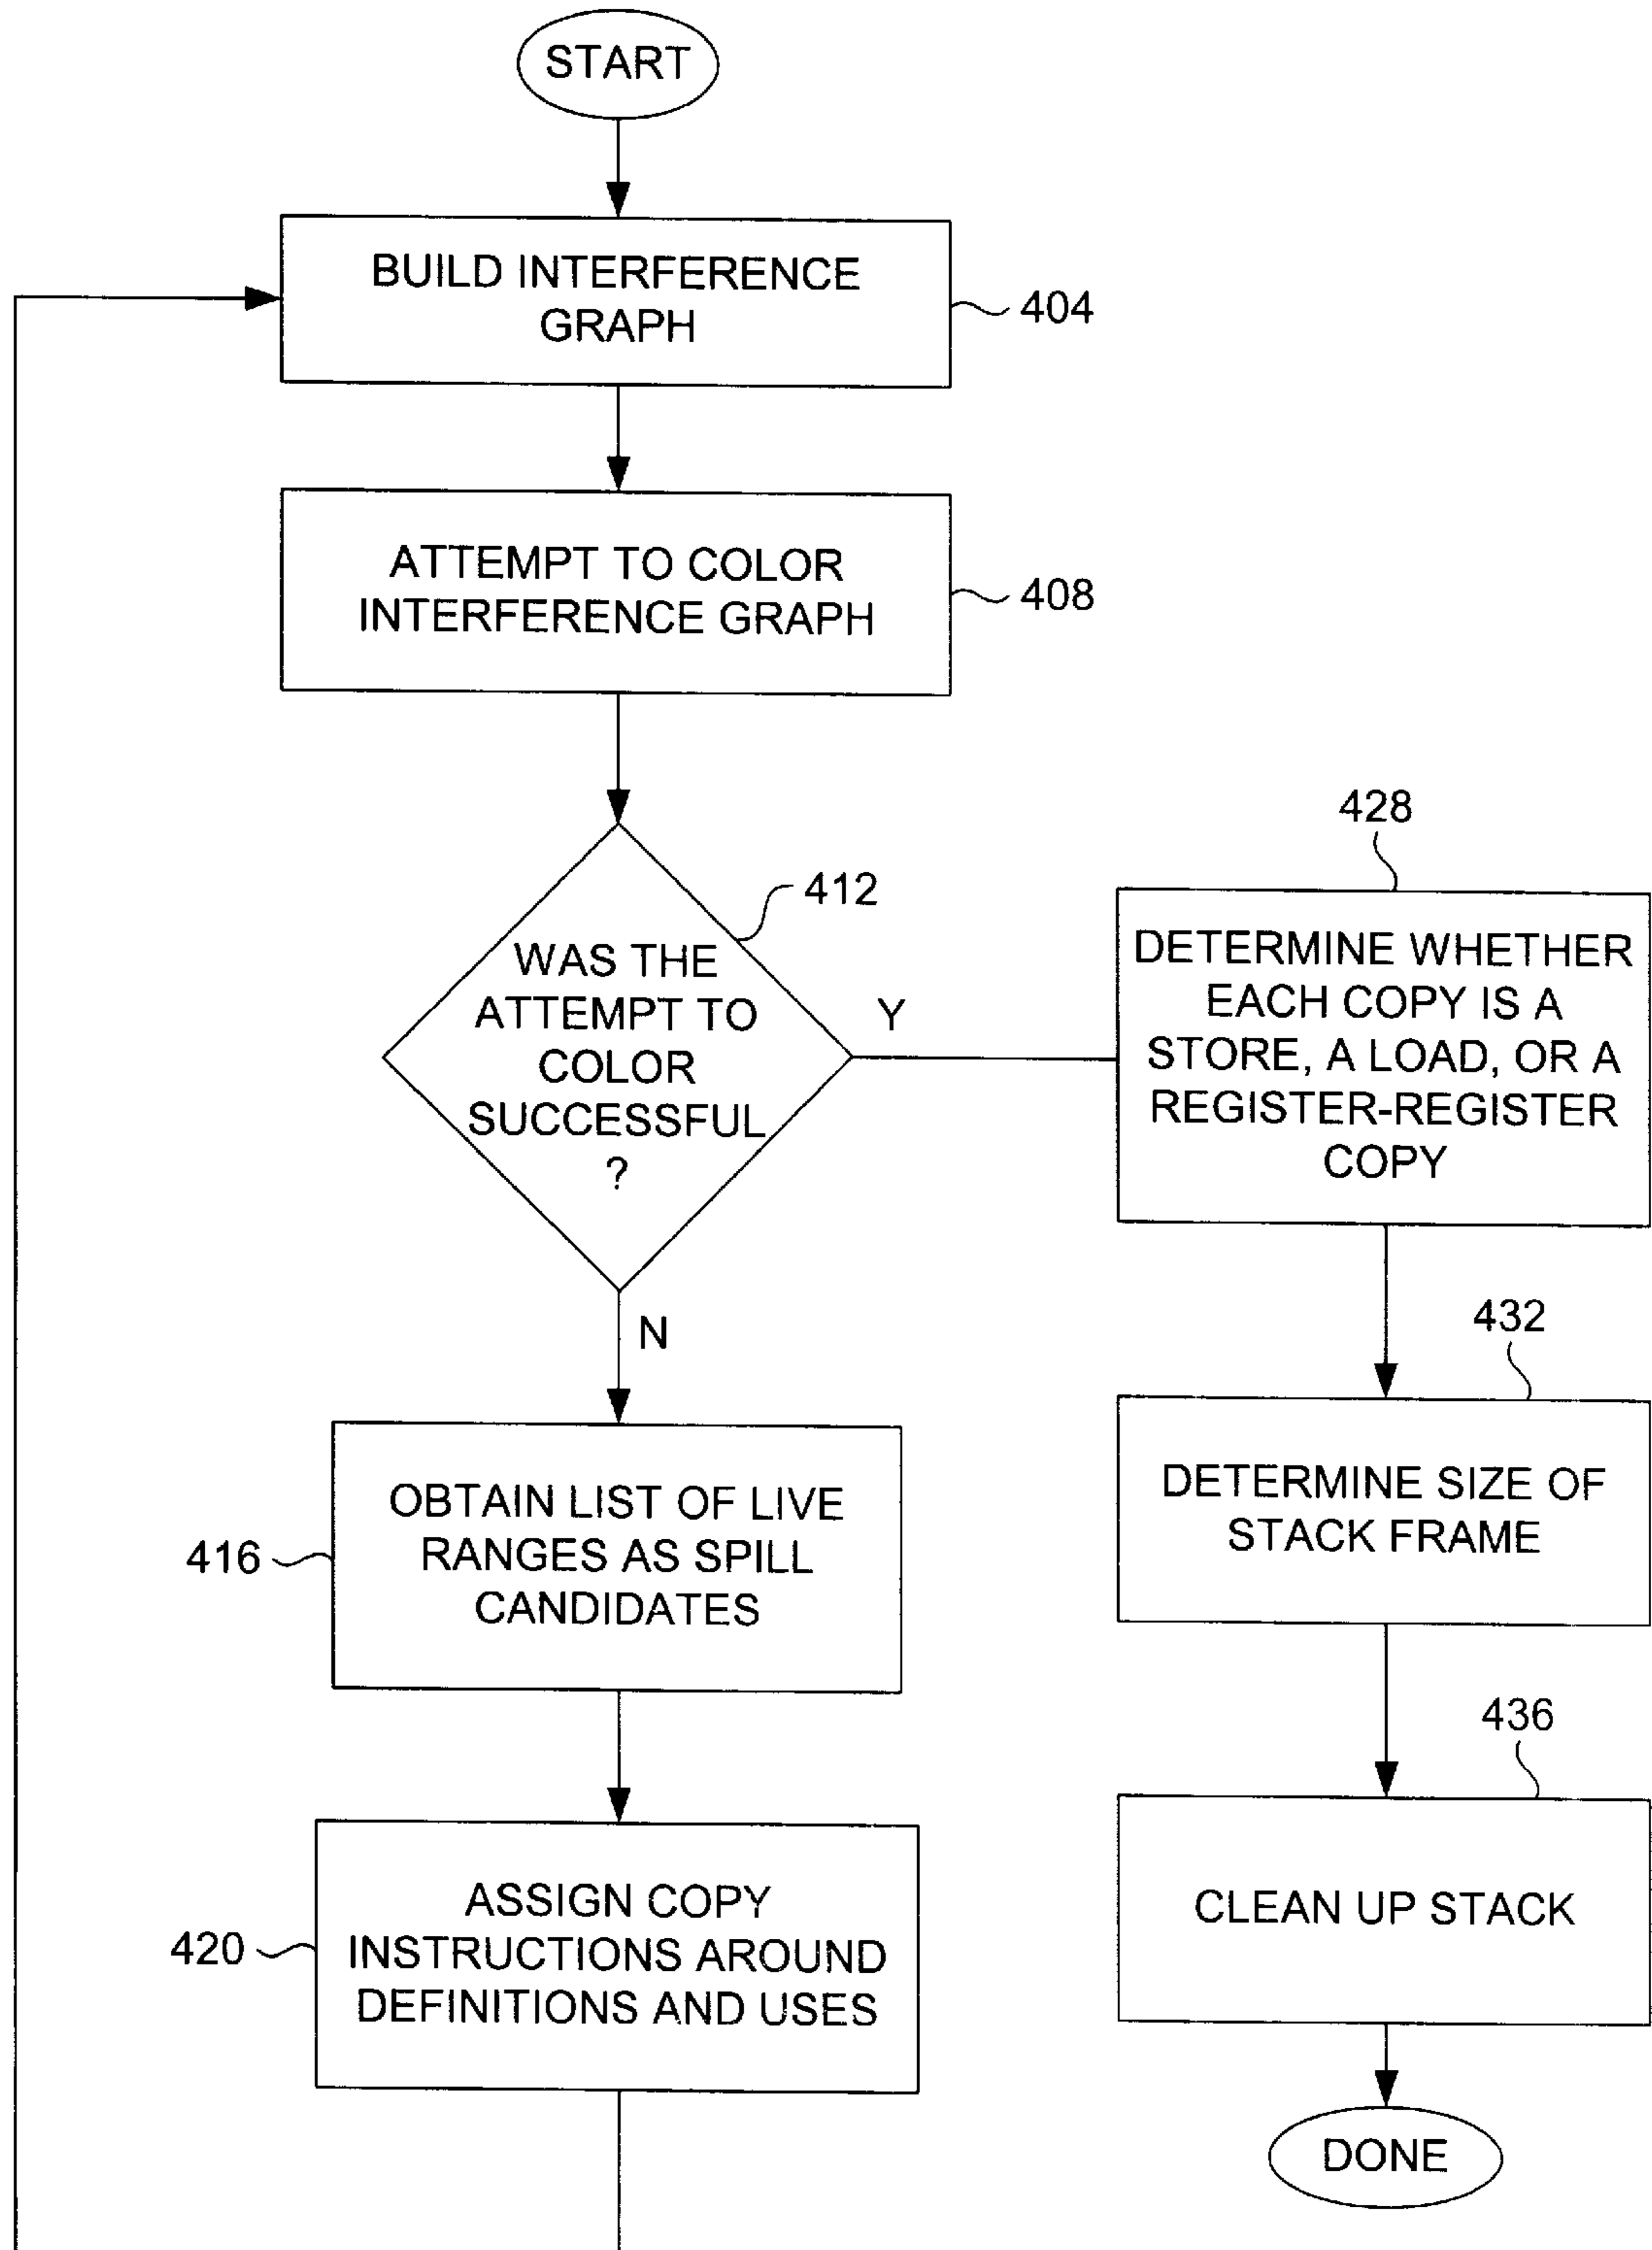 START
BUILD INTERFERENCE
GRAPH
404
ATTEMPT TO COLOR
INTERFERENCE GRAPH
408
WAS THE
ATTEMPT TO
COLOR
SUCCESSFUL
?
412
Y
N
428
DETERMINE WHETHER
EACH COPY IS A
STORE, A LOAD, OR A
REGISTER-REGISTER
COPY
432
DETERMINE SIZE OF
STACK FRAME
436
CLEAN UP STACK
DONE
416
OBTAIN LIST OF LIVE
RANGES AS SPILL
CANDIDATES
420
ASSIGN COPY
INSTRUCTIONS AROUND
DEFINITIONS AND USES